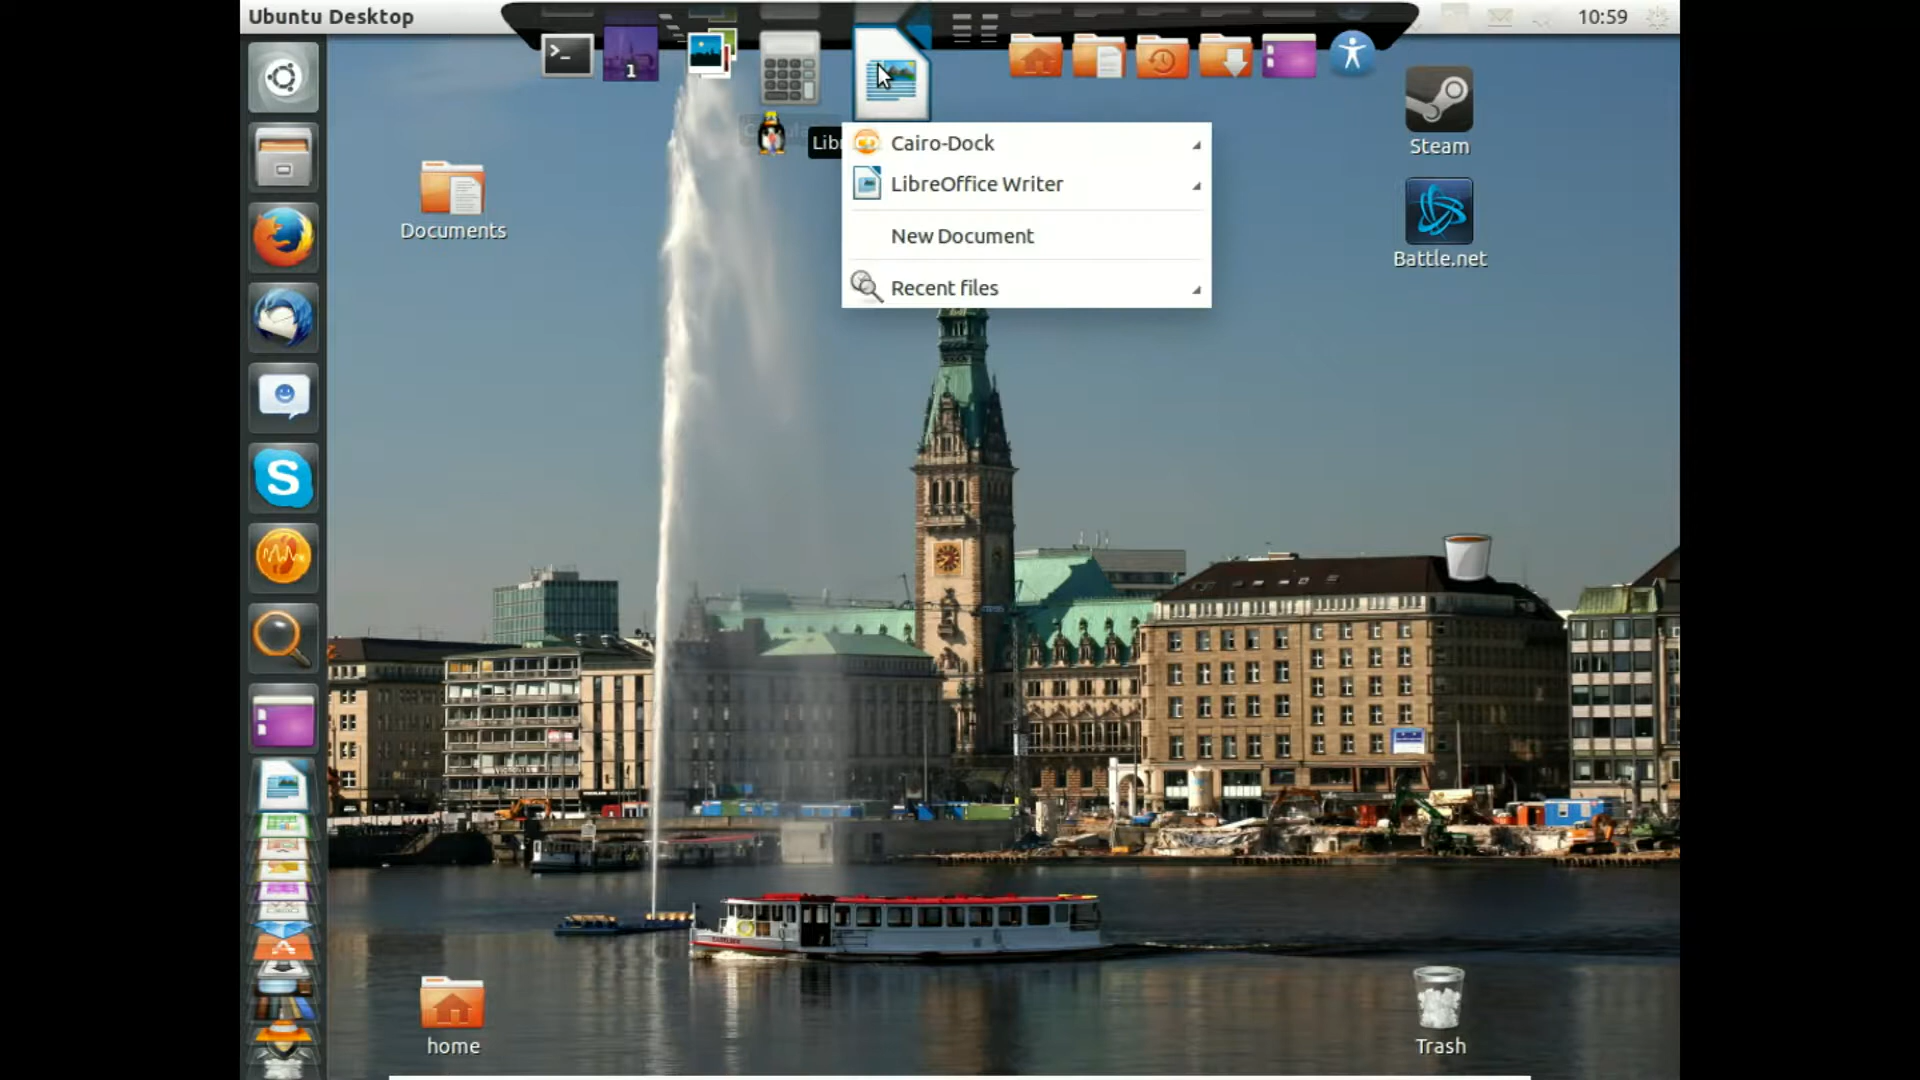 Ubuntu Desktop
10:59
1
Lib
Cairo-Dock
LibreOffice Writer
New Document
Recent files
Steam
Battle.net
Documents
home
Trash